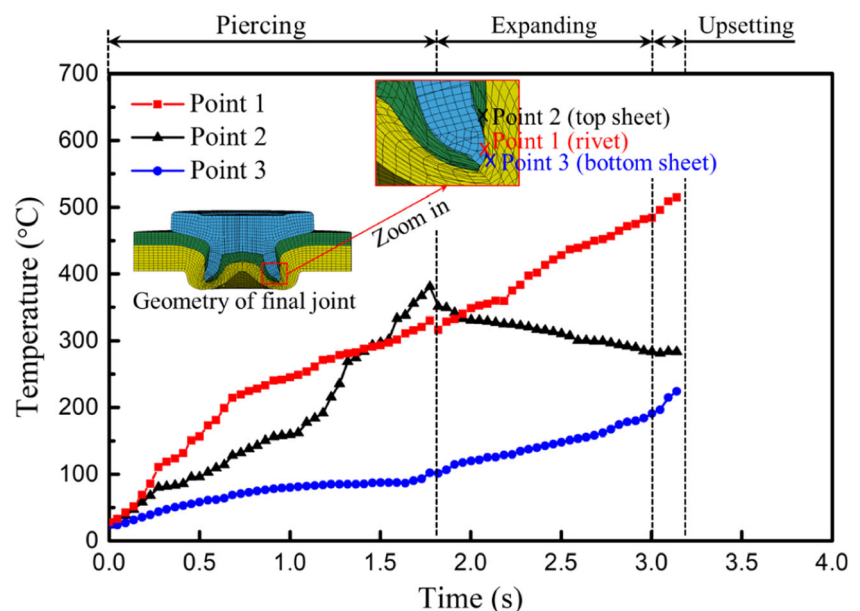 Piercing Expanding Upsetting
700
600
500
400
300
200
100
0
Temperature (°C)
Point 1
Point 2
Point 3
Point 2 (top sheet)
Point 1 (rivet)
Point 3 (bottom sheet)
Zoom in
Geometry of final joint
0.0 0.5 1.0 1.5 2.0 2.5 3.0 3.5 4.0
Time (s)